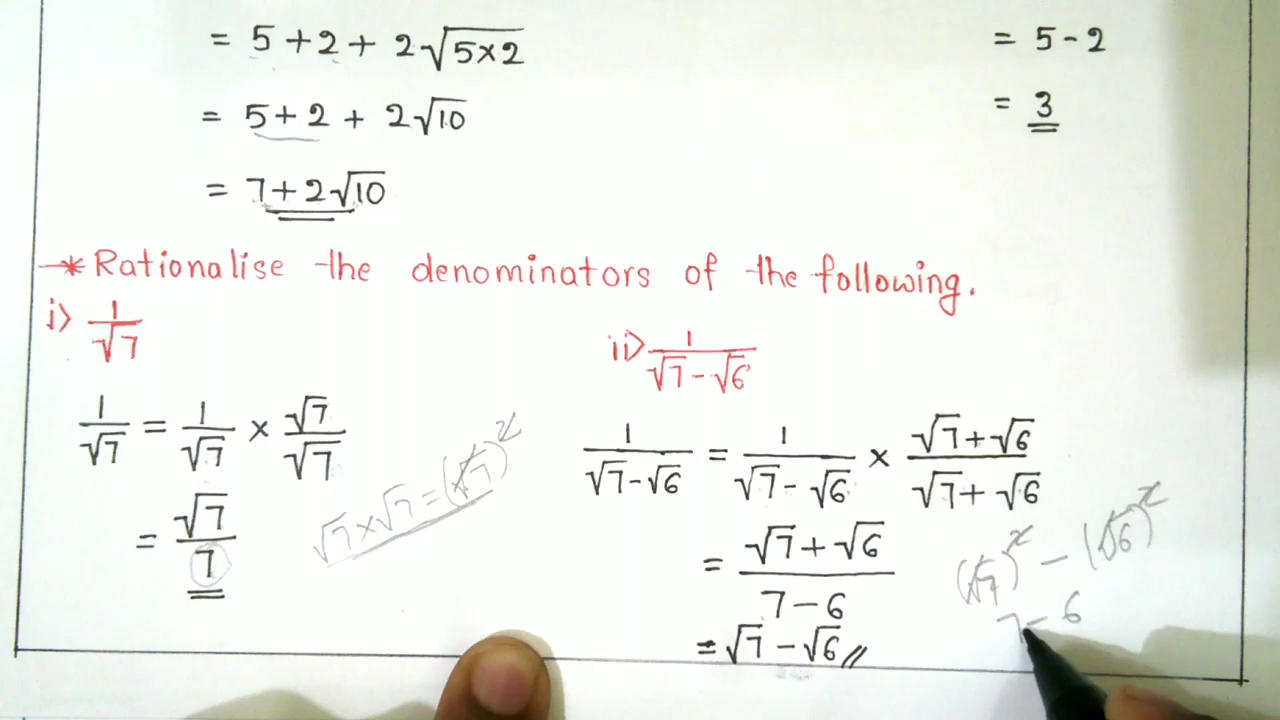 = 5 + 2 + 2√(5×2)
= 5 - 2
= 5 + 2 + 2√10
= 3
= 7 + 2√10
→* Rationalise the denominators of the following.
i) 1/√7
ii) 1/(√7 - √6)
1/√7 = 1/√7 × √7/√7
√7 × √7 = (√7)²
= √7/7
1/(√7 - √6) = 1/(√7 - √6) × (√7 + √6)/(√7 + √6)
= (√7 + √6)/(7 - 6)
(√7)² - (√6)²
7 - 6
= √7 - √6 //